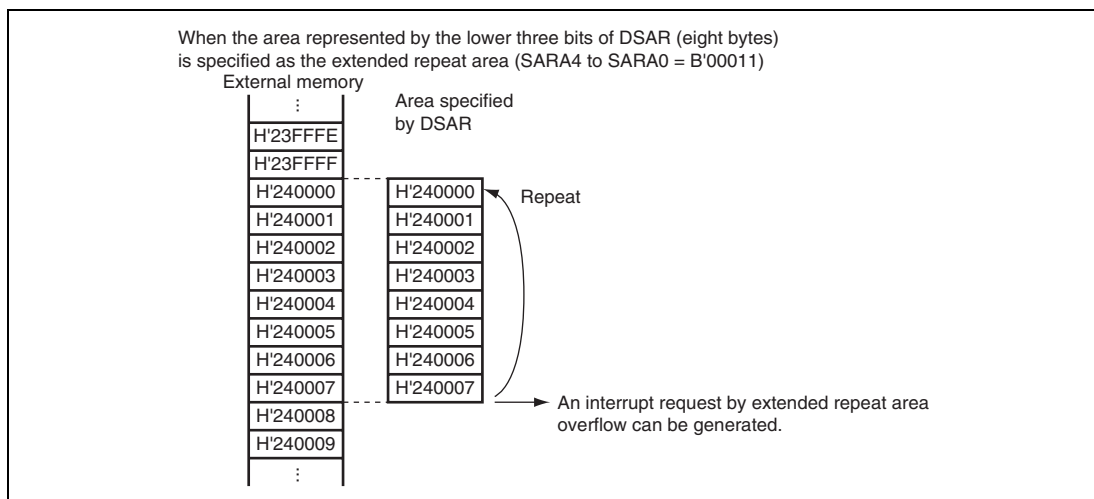 When the area represented by the lower three bits of DSAR (eight bytes)
is specified as the extended repeat area (SARA4 to SARA0 = B'00011)
External memory
⋮
H'23FFFE
H'23FFFF
H'240000
H'240001
H'240002
H'240003
H'240004
H'240005
H'240006
H'240007
H'240008
H'240009
⋮
Area specified
by DSAR
H'240000
H'240001
H'240002
H'240003
H'240004
H'240005
H'240006
H'240007
Repeat
An interrupt request by extended repeat area
overflow can be generated.